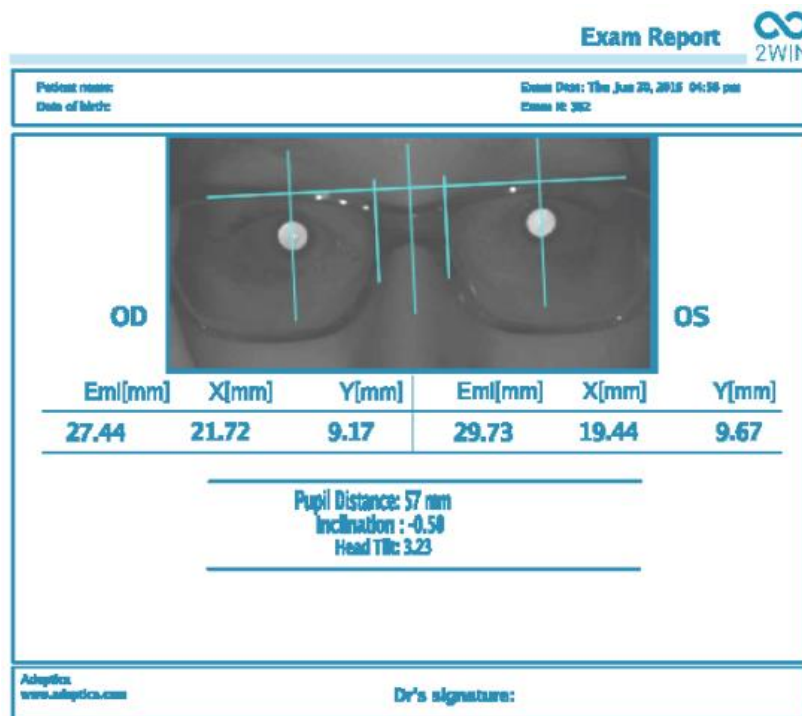 Exam Report
2WIN
Patient name:
Date of birth:
Exam Date: Thu Jun 2016 04:56 pm
Exam N: 382
OD
OS
Eml[mm] X[mm] Y[mm] Eml[mm] X[mm] Y[mm]
27.44 21.72 9.17 29.73 19.44 9.67
Pupil Distance: 57 mm
Inclination : -0.50
Head Tilt: 3.23
Adaptica
www.adaptica.com
Dr's signature: